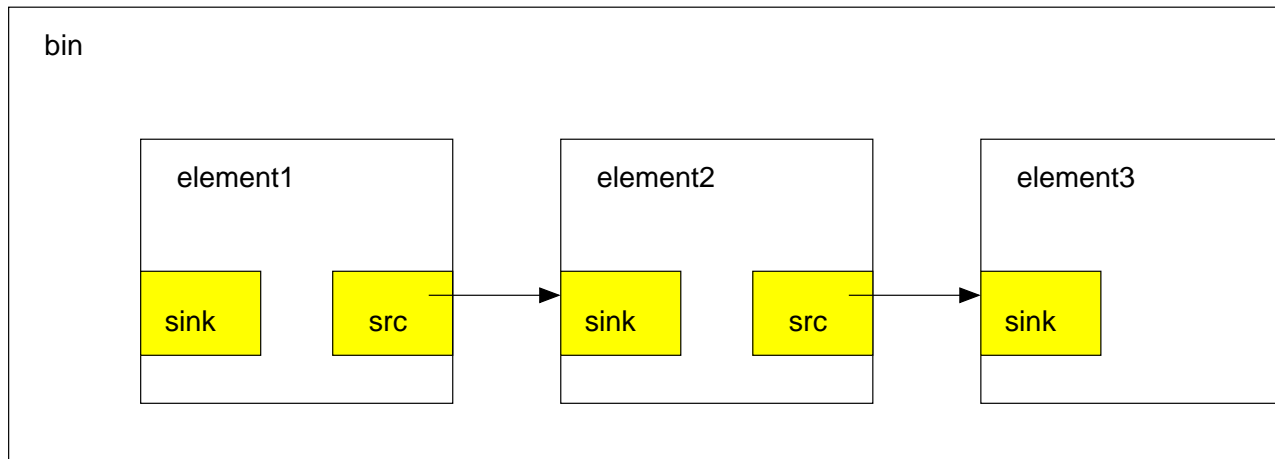 bin
element1
element2
element3
sink
src
sink
src
sink